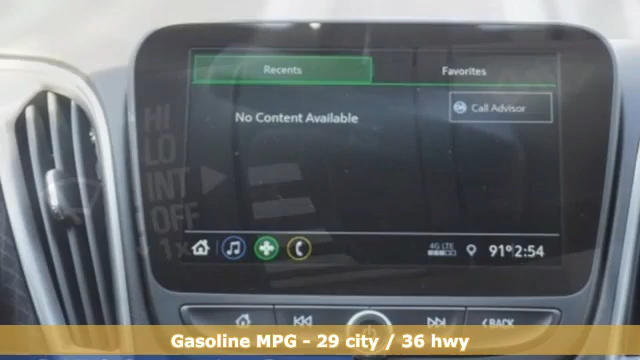 Recents
Favorites
Call Advisor
No Content Available
HI
LO
INT
OFF
1x
4G LTE
91° 2:54
BACK
Gasoline MPG - 29 city / 36 hwy